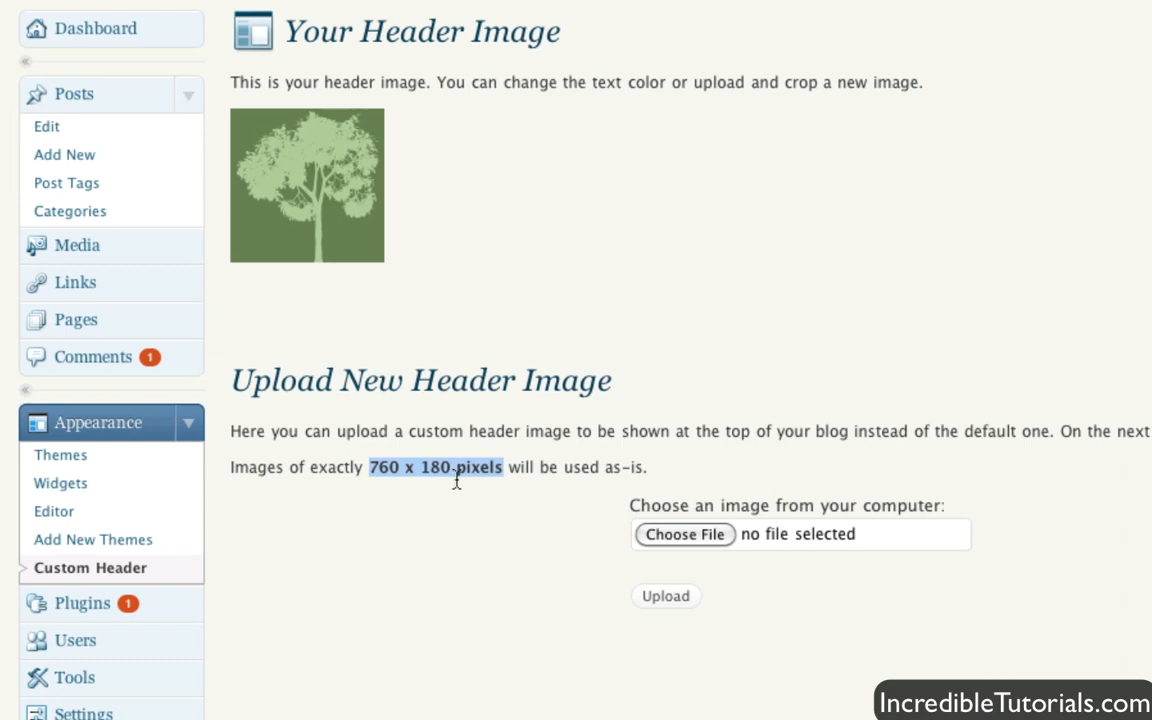 Dashboard
Posts
Edit
Add New
Post Tags
Categories
Media
Links
Pages
Comments 1
Appearance
Themes
Widgets
Editor
Add New Themes
Custom Header
Plugins 1
Users
Tools
Settings
Your Header Image
This is your header image. You can change the text color or upload and crop a new image.
Upload New Header Image
Here you can upload a custom header image to be shown at the top of your blog instead of the default one. On the next
Images of exactly 760 x 180 pixels will be used as-is.
Choose an image from your computer:
Choose File no file selected
Upload
IncredibleTutorials.com